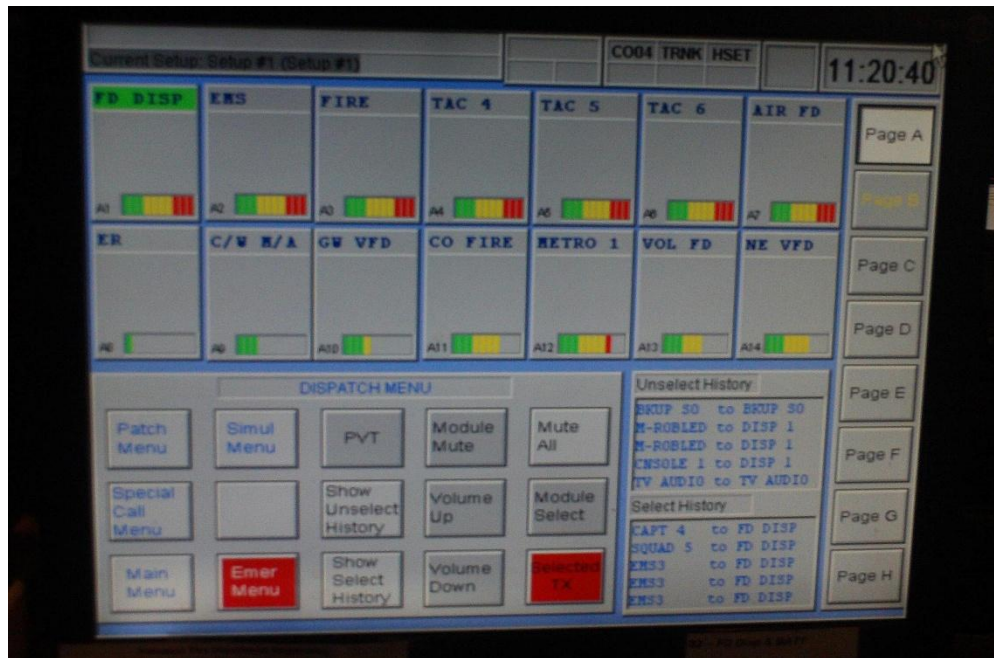 Current Setup: Setup #1 (Setup #1)
CO04 TRNK HSET
11:20:40
FD DISP
EMS
FIRE
TAC 4
TAC 5
TAC 6
AIR FD
Page A
A1
A2
A3
A4
A5
A6
A7
Page B
ER
C/W M/A
GW VFD
CO FIRE
METRO 1
VOL FD
NE VFD
Page C
Page D
A8
A9
A10
A11
A12
A13
A14
DISPATCH MENU
Patch
Menu
Simul
Menu
PVT
Module
Mute
Mute
All
Special
Call
Menu
Show
Unselect
History
Volume
Up
Module
Select
Main
Menu
Emer
Menu
Show
Select
History
Volume
Down
Selected
TX
Unselect History
BKUP SO to BKUP SO
M-ROBLED to DISP 1
M-ROBLED to DISP 1
CNSOLE 1 to DISP 1
TV AUDIO to TV AUDIO
Select History
CAPT 4 to FD DISP
SQUAD 5 to FD DISP
EMS3 to FD DISP
EMS3 to FD DISP
EMS3 to FD DISP
Page E
Page F
Page G
Page H